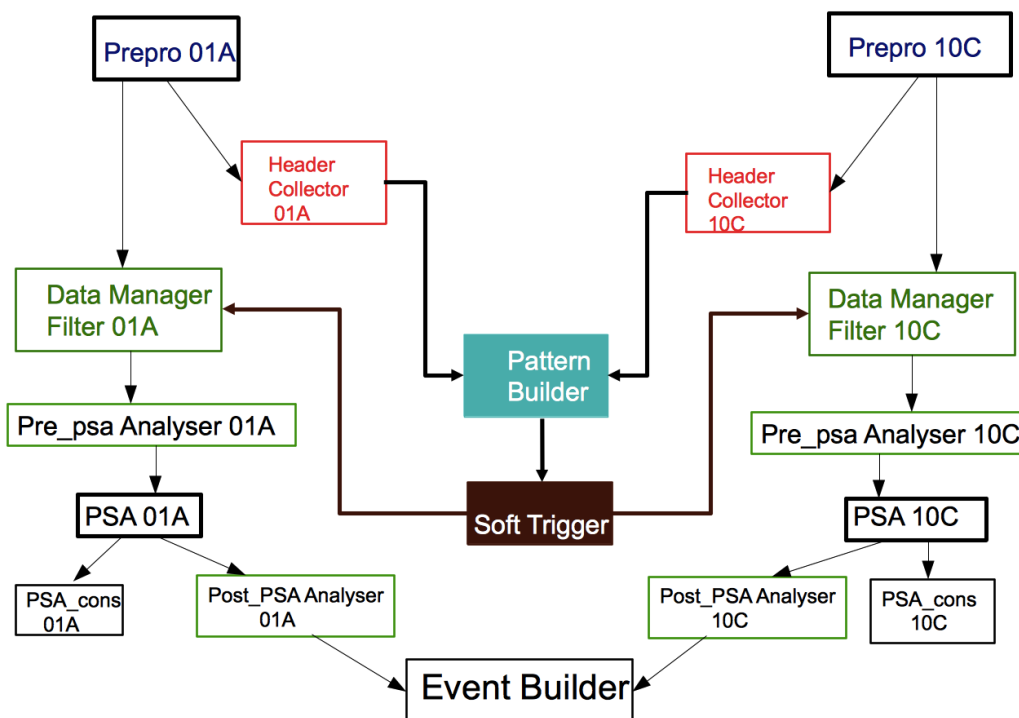 Prepro 01A
Prepro 10C
Header
Collector
01A
Header
Collector
10C
Data Manager
Filter 01A
Data Manager
Filter 10C
Pattern
Builder
Pre_psa Analyser 01A
Pre_psa Analyser 10C
PSA 01A
Soft Trigger
PSA 10C
PSA_cons
01A
Post_PSA Analyser
01A
Post_PSA Analyser
10C
PSA_cons
10C
Event Builder